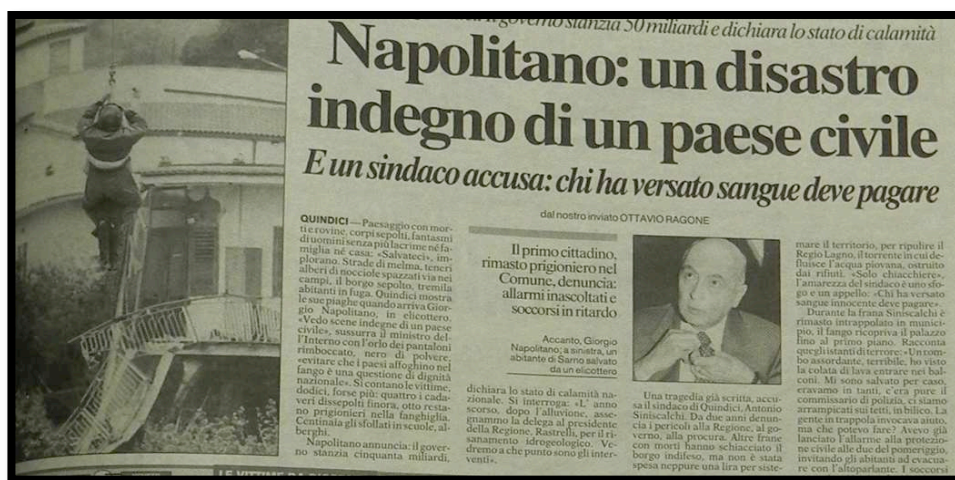 Il governo stanzia 50 miliardi e dichiara lo stato di calamità
Napolitano: un disastro
indegno di un paese civile
E un sindaco accusa: chi ha versato sangue deve pagare
dal nostro inviato OTTAVIO RAGONE
QUINDICI — Paesaggio con mor-
ti e rovine, corpi sepolti, fantasmi
di uomini senza più lacrime né fa-
miglia né casa: «Salvateci», im-
plorano. Strade di melma, teneri
alberi di nocciole spazzati via nei
campi, il borgo sepolto, tremila
abitanti in fuga. Quindici mostra
le sue piaghe quando arriva Gior-
gio Napolitano, in elicottero.
«Vedo scene indegne di un paese
civile», sussurra il ministro del-
l'Interno con l'orlo dei pantaloni
rimboccato, nero di polvere,
«evitare che i paesi affoghino nel
fango è una questione di dignità
nazionale». Si contano le vittime,
dodici, forse più: quattro i cada-
veri dissepolti finora, otto resta-
no prigionieri nella fanghiglia.
Centinaia gli sfollati in scuole, al-
berghi.
Napolitano annuncia: il gover-
no stanzia cinquanta miliardi,
Il primo cittadino,
rimasto prigioniero nel
Comune, denuncia:
allarmi inascoltati e
soccorsi in ritardo
Accanto, Giorgio
Napolitano; a sinistra, un
abitante di Sarno salvato
da un elicottero
dichiara lo stato di calamità na-
zionale. Si interroga: «L'anno
scorso, dopo l'alluvione, asse-
gnammo la delega al presidente
della Regione, Rastrelli, per il ri-
sanamento idrogeologico. Ve-
dremo a che punto sono gli inter-
venti».
Una tragedia già scritta, accu-
sa il sindaco di Quindici, Antonio
Siniscalchi. Da due anni denun-
cia i pericoli alla Regione, al go-
verno, alla procura. Altre frane
con morti hanno schiacciato il
borgo indifeso, ma non è stata
spesa neppure una lira per siste-
mare il territorio, per ripulire il
Regio Lagno, il torrente in cui de-
fluisce l'acqua piovana, ostruito
dai rifiuti. «Solo chiacchiere»,
l'amarezza del sindaco è uno sfo-
go e un appello: «Chi ha versato
sangue innocente deve pagare».
Durante la frana Siniscalchi è
rimasto intrappolato in munici-
pio, il fango ricopriva il palazzo
fino al primo piano. Racconta
quegli istanti di terrore: «Un rom-
bo assordante, terribile, ho visto
la colata di lava entrare nei bal-
coni. Mi sono salvato per caso,
eravamo in tanti, c'era pure il
commissario di polizia, ci siamo
arrampicati sui tetti, in bilico. La
gente in trappola invocava aiuto,
ma che potevo fare? Avevo già
lanciato l'allarme alla protezio-
ne civile alle due del pomeriggio,
invitando gli abitanti ad evacua-
re con l'altoparlante. I soccorsi
LE VITTIME